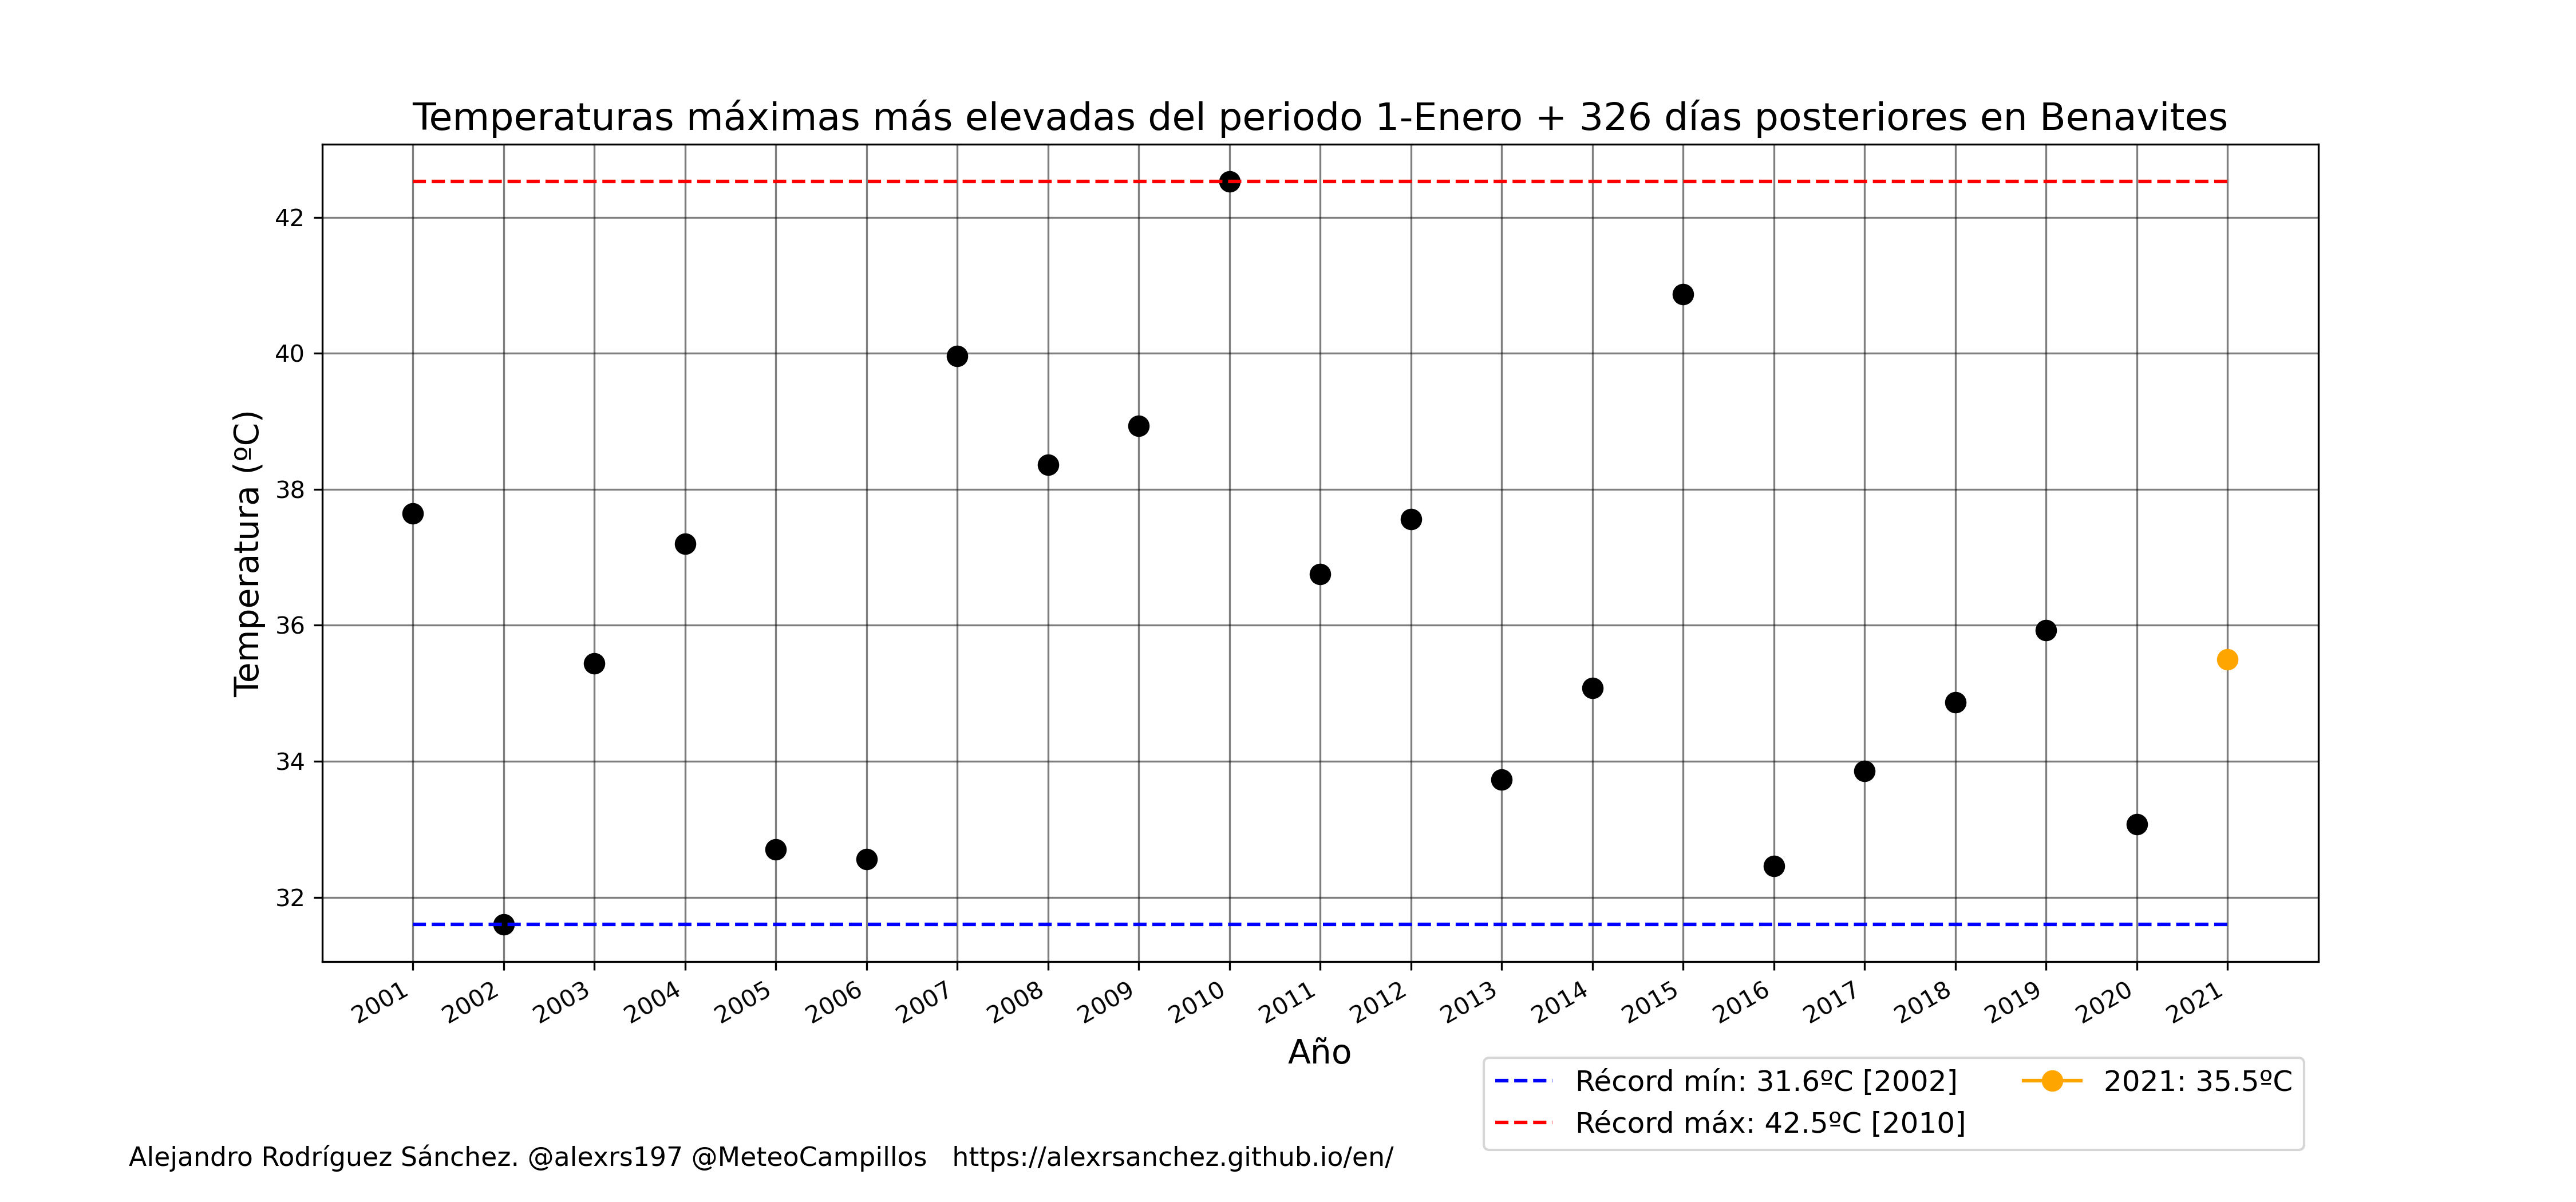 Temperaturas máximas más elevadas del periodo 1-Enero + 326 días posteriores en Benavites
Temperatura (ºC)
42
40
38
36
34
32
2001 2002 2003 2004 2005 2006 2007 2008 2009 2010 2011 2012 2013 2014 2015 2016 2017 2018 2019 2020 2021
Año
Récord mín: 31.6ºC [2002]
Récord máx: 42.5ºC [2010]
2021: 35.5ºC
Alejandro Rodríguez Sánchez. @alexrs197 @MeteoCampillos https://alexrsanchez.github.io/en/